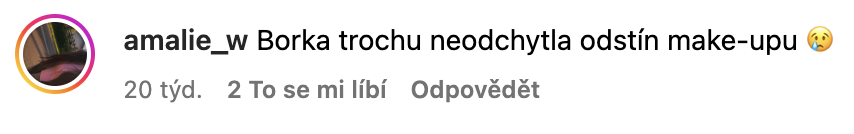 amalie_w Borka trochu neodchytla odstín make-upu 😢
20 týd. 2 To se mi líbí Odpovědět